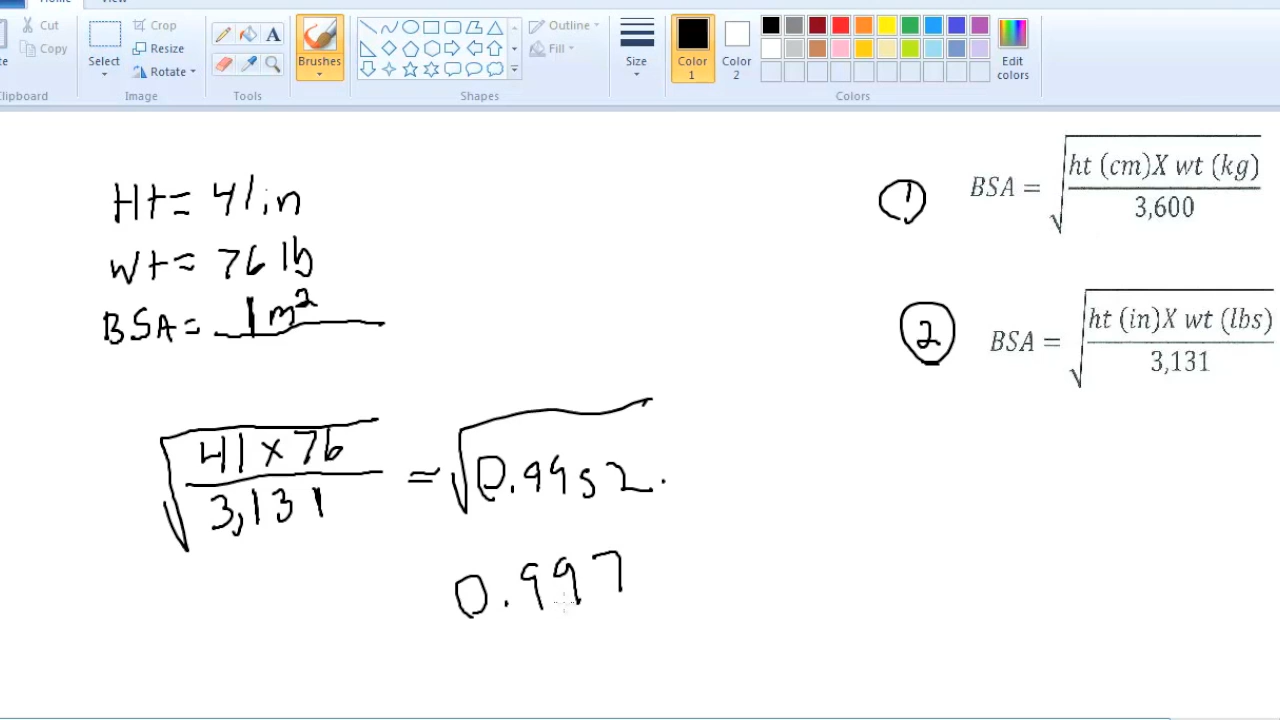 Home View
Cut
Copy
Clipboard
Select
Crop
Resize
Rotate
Image
A
Tools
Brushes
Shapes
Outline
Fill
Size
Color 1
Color 2
Edit colors
Colors
Ht = 41 in
Wt = 76 lb
BSA = 1 m²
√(41 x 76 / 3,131) = √0.9952.
0.997
① BSA = √(ht (cm)X wt (kg) / 3,600)
② BSA = √(ht (in)X wt (lbs) / 3,131)